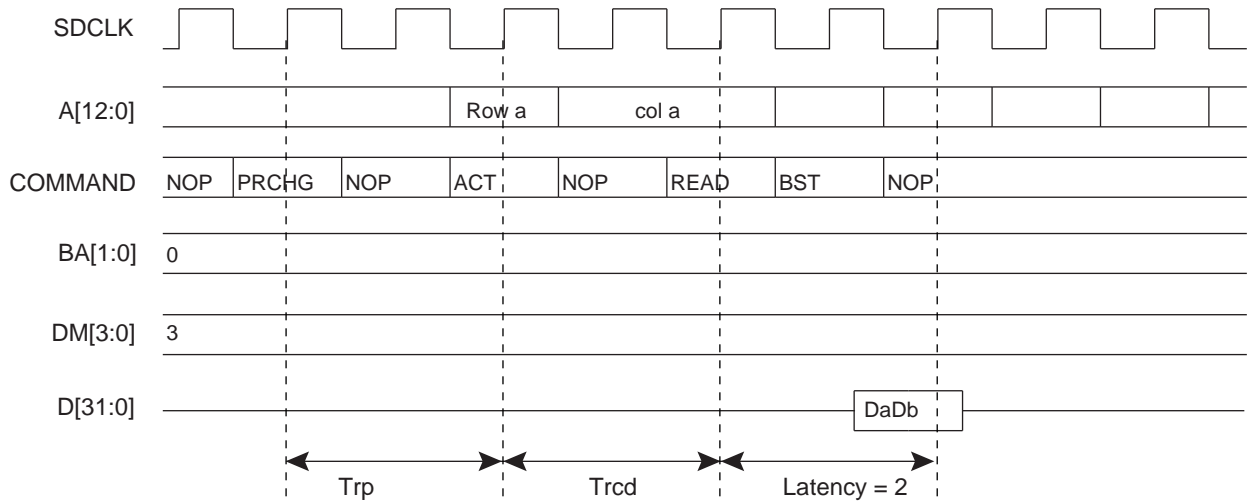 SDCLK
A[12:0] Row a col a
COMMAND NOP PRCHG NOP ACT NOP READ BST NOP
BA[1:0] 0
DM[3:0] 3
D[31:0] DaDb
Trp Trcd Latency = 2